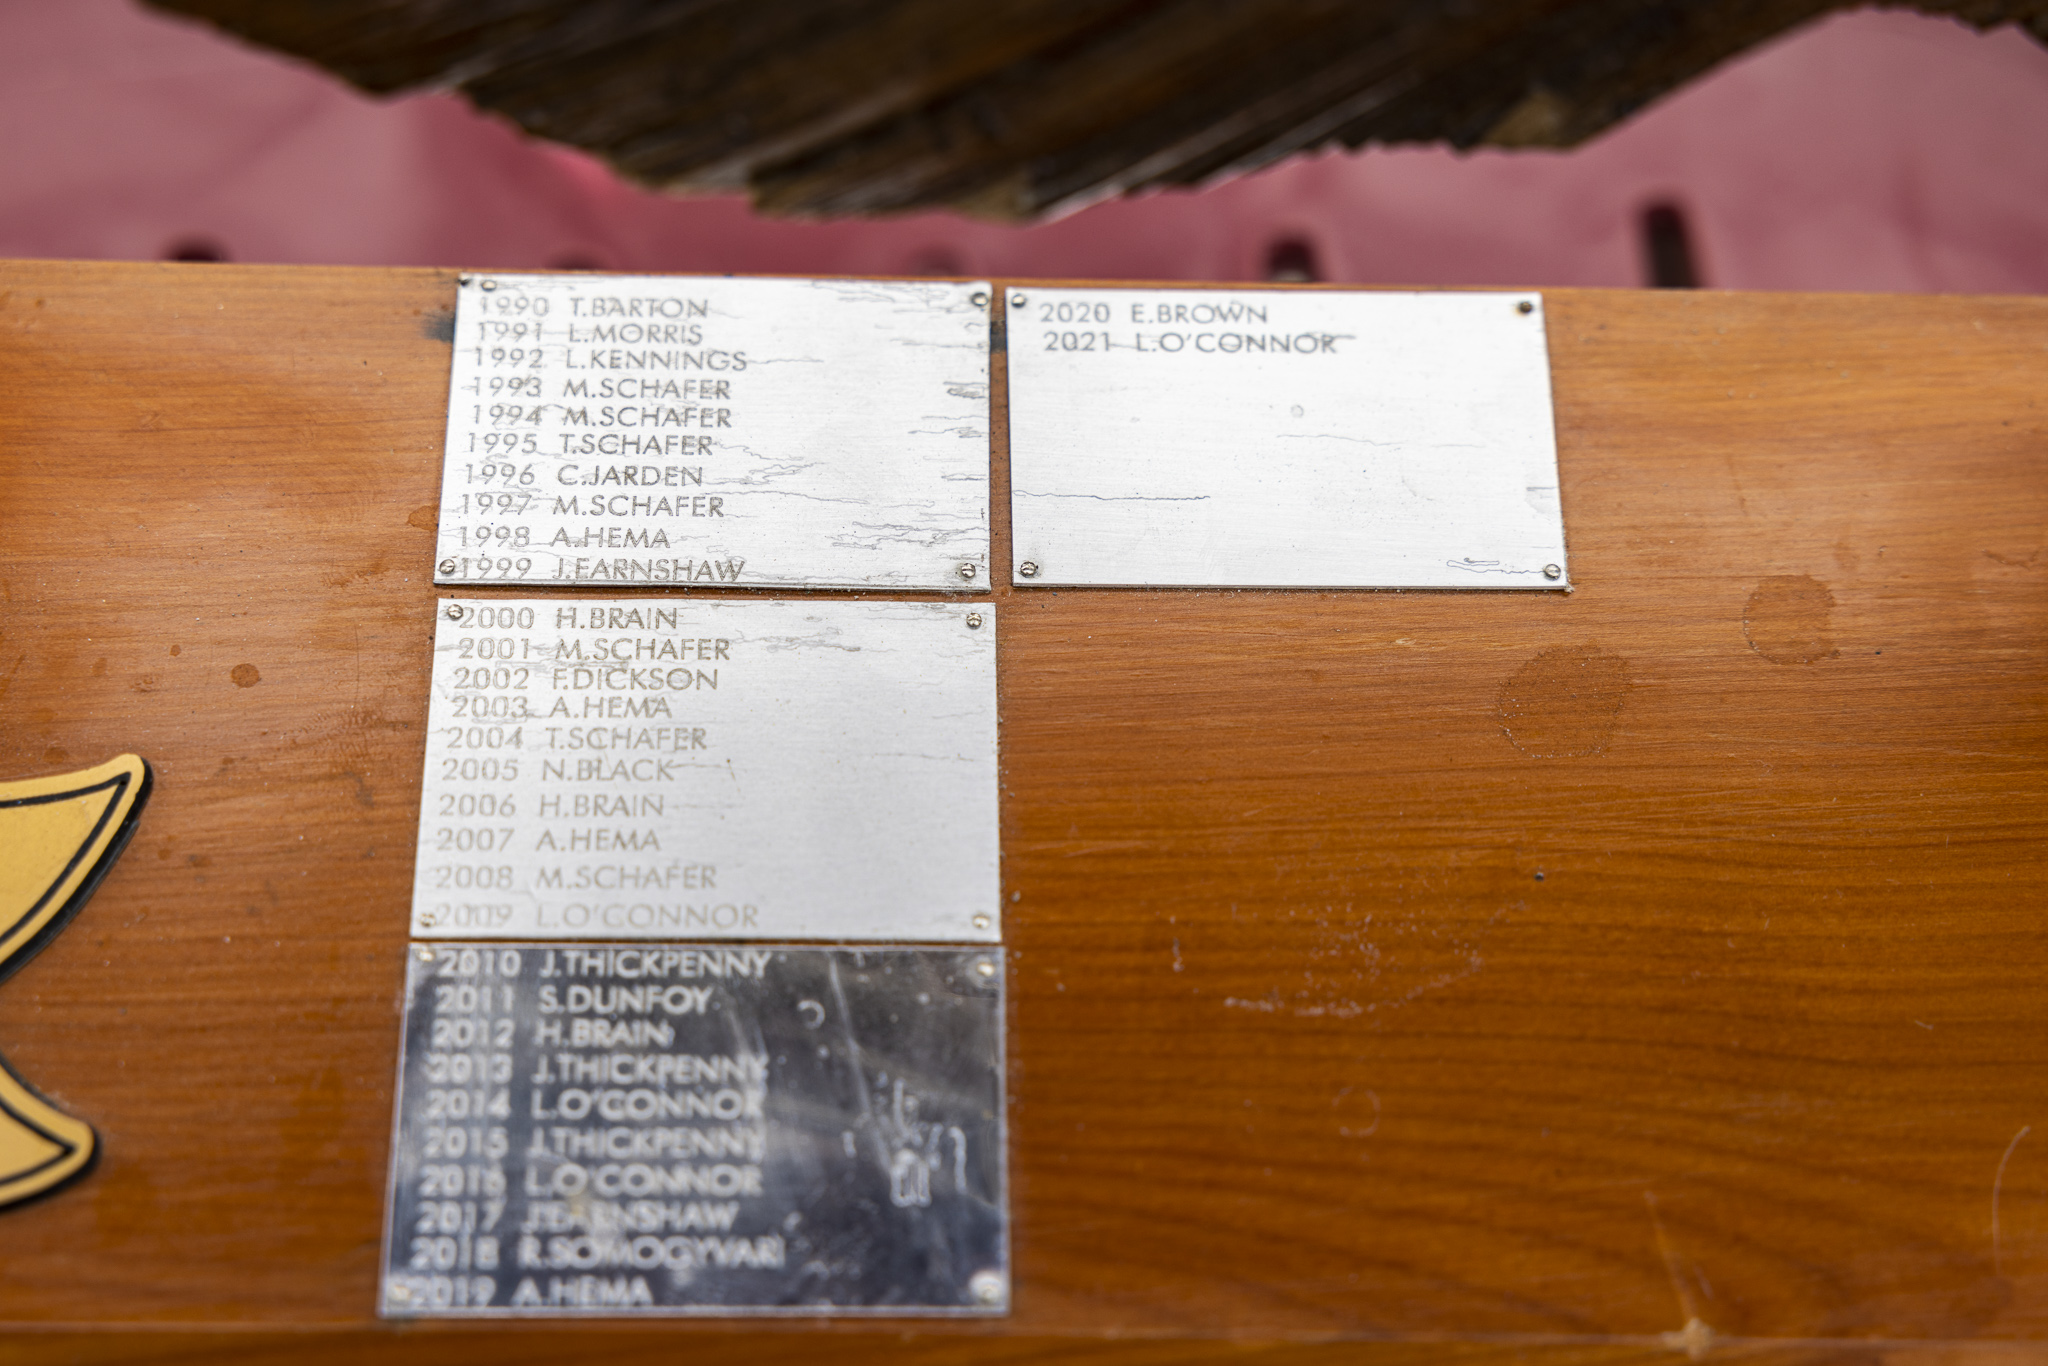 1990 T.BARTON
1991 L.MORRIS
1992 L.KENNINGS
1993 M.SCHAFER
1994 M.SCHAFER
1995 T.SCHAFER
1996 C.JARDEN
1997 M.SCHAFER
1998 A.HEMA
1999 J.EARNSHAW
2000 H.BRAIN
2001 M.SCHAFER
2002 F.DICKSON
2003 A.HEMA
2004 T.SCHAFER
2005 N.BLACK
2006 H.BRAIN
2007 A.HEMA
2008 M.SCHAFER
2009 L.O'CONNOR
2010 J.THICKPENNY
2011 S.DUNFOY
2012 H.BRAIN
2013 J.THICKPENNY
2014 L.O'CONNOR
2015 J.THICKPENNY
2016 L.O'CONNOR
2017 J.EARNSHAW
2018 R.SOMOGYVARI
2019 A.HEMA
2020 E.BROWN
2021 L.O'CONNOR